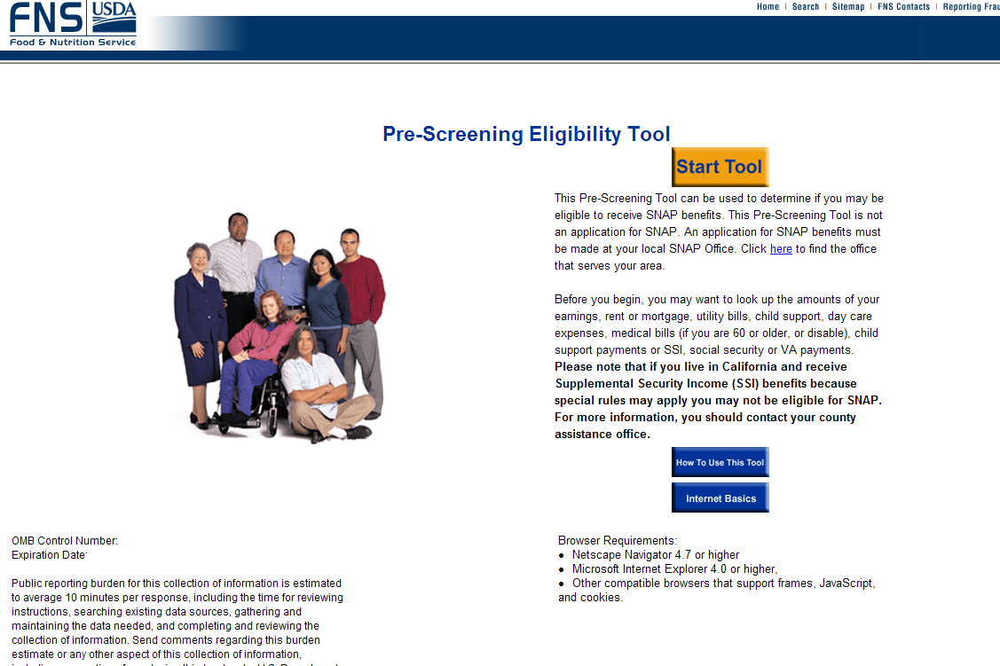 FNS USDA
Food & Nutrition Service
Home | Search | Sitemap | FNS Contacts | Reporting
Pre-Screening Eligibility Tool
Start Tool
This Pre-Screening Tool can be used to determine if you may be
eligible to receive SNAP benefits. This Pre-Screening Tool is not
an application for SNAP. An application for SNAP benefits must
be made at your local SNAP Office. Click here to find the office
that serves your area.
Before you begin, you may want to look up the amounts of your
earnings, rent or mortgage, utility bills, child support, day care
expenses, medical bills (if you are 60 or older, or disable), child
support payments or SSI, social security or VA payments.
Please note that if you live in California and receive
Supplemental Security Income (SSI) benefits because
special rules may apply you may not be eligible for SNAP.
For more information, you should contact your county
assistance office.
How To Use This Tool
Internet Basics
OMB Control Number:
Expiration Date:
Public reporting burden for this collection of information is estimated
to average 10 minutes per response, including the time for reviewing
instructions, searching existing data sources, gathering and
maintaining the data needed, and completing and reviewing the
collection of information. Send comments regarding this burden
estimate or any other aspect of this collection of information,
Browser Requirements:
● Netscape Navigator 4.7 or higher
● Microsoft Internet Explorer 4.0 or higher,
● Other compatible browsers that support frames, JavaScript,
and cookies.